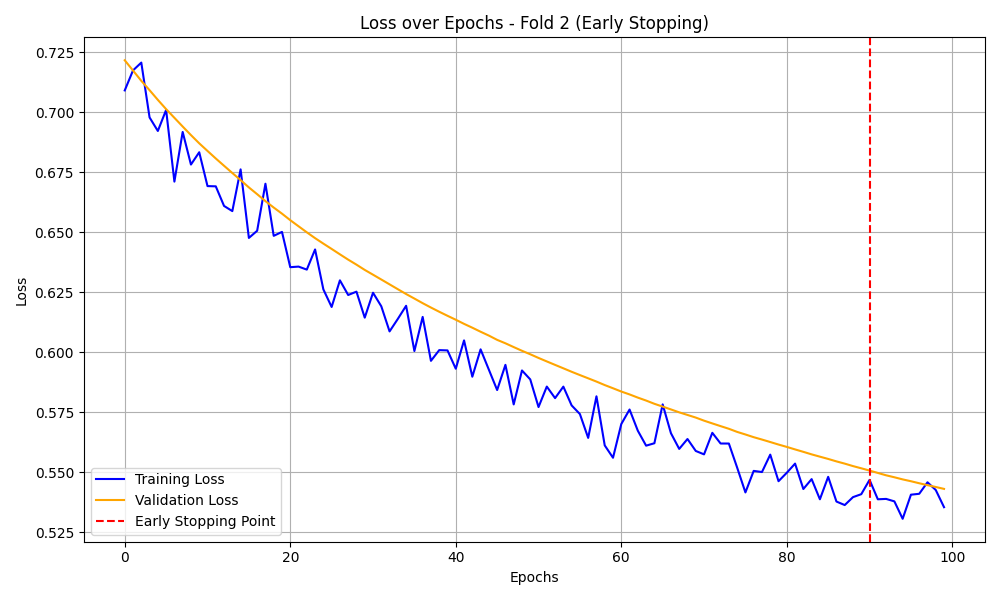 Loss over Epochs - Fold 2 (Early Stopping)
0.725
0.700
0.675
0.650
0.625
0.600
0.575
0.550
0.525
Loss
Training Loss
Validation Loss
Early Stopping Point
0 20 40 60 80 100
Epochs